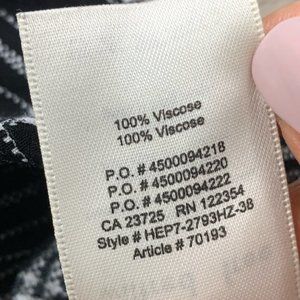 100% Viscose
100% Viscose
P.O. # 4500094218
P.O. # 4500094220
P.O. # 4500094222
CA 23725 RN 122354
Style # HEP7-2793HZ-38
Article # 70193